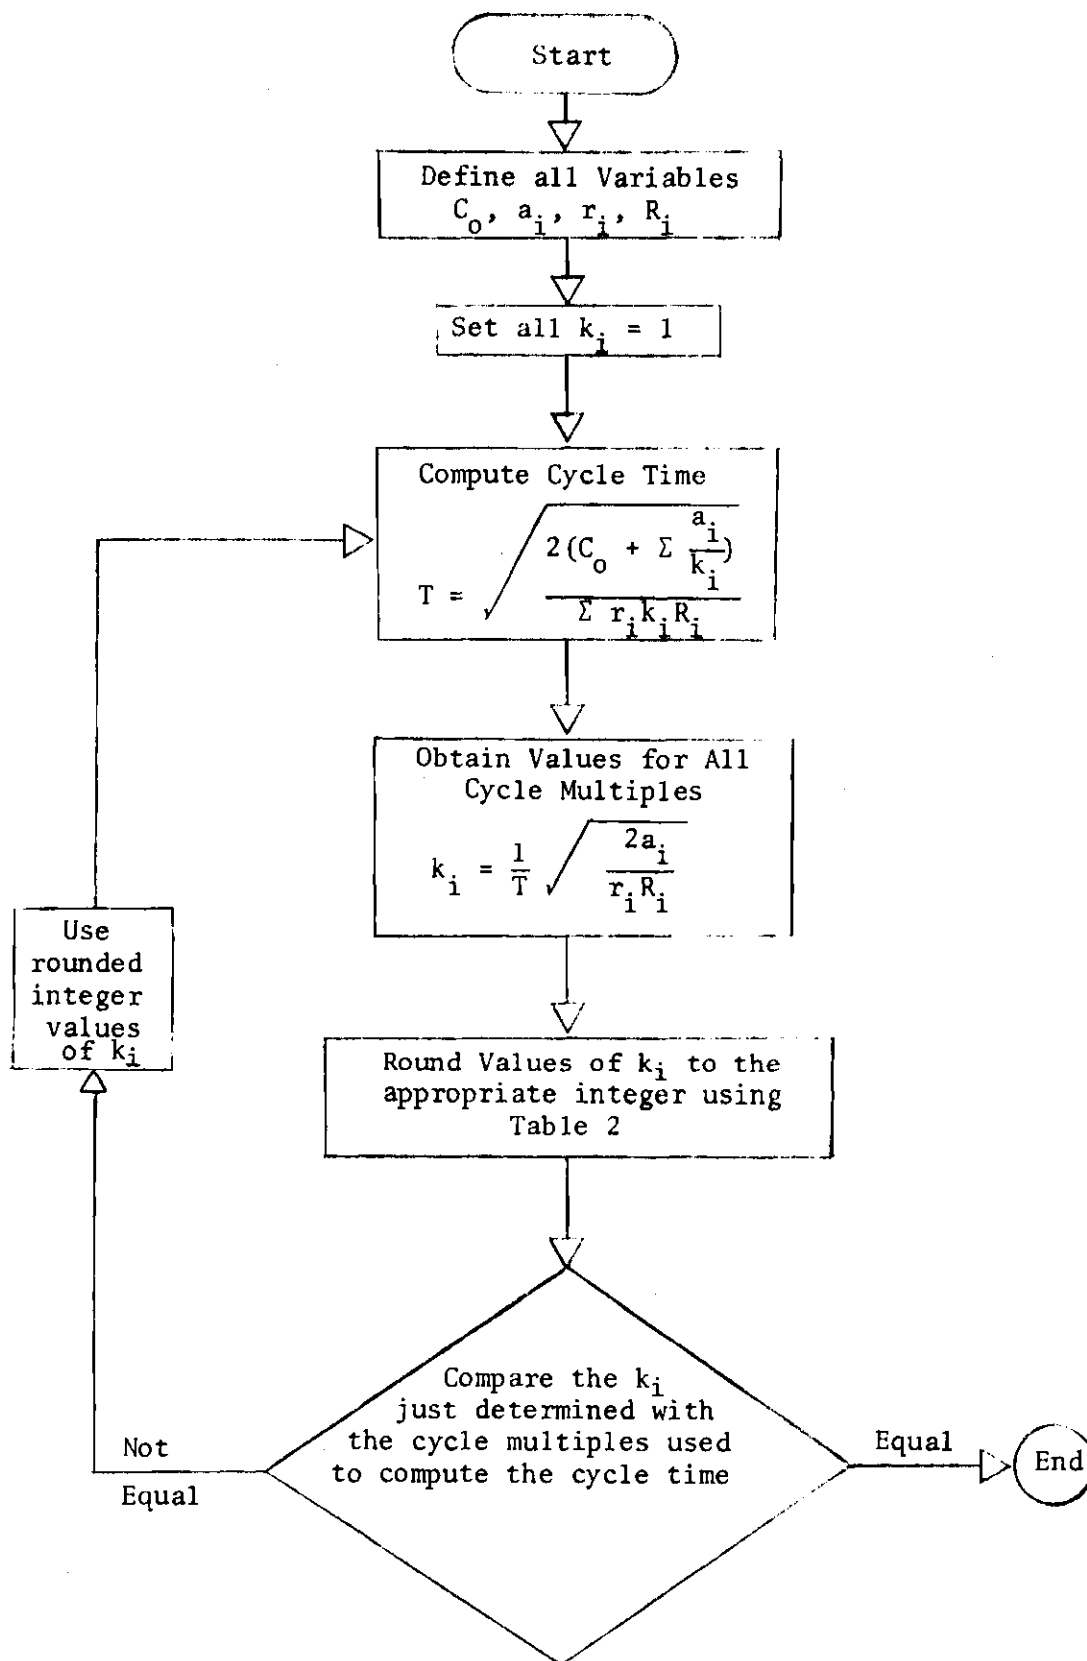 Start
Define all Variables
C_o, a_i, r_i, R_i
Set all k_i = 1
Compute Cycle Time
T = √(2(C_o + Σ a_i/k_i) / Σ r_i k_i R_i)
Obtain Values for All
Cycle Multiples
k_i = 1/T √(2a_i / r_i R_i)
Use
rounded
integer
values
of k_i
Round Values of k_i to the
appropriate integer using
Table 2
Compare the k_i
just determined with
the cycle multiples used
to compute the cycle time
Not
Equal
Equal
End